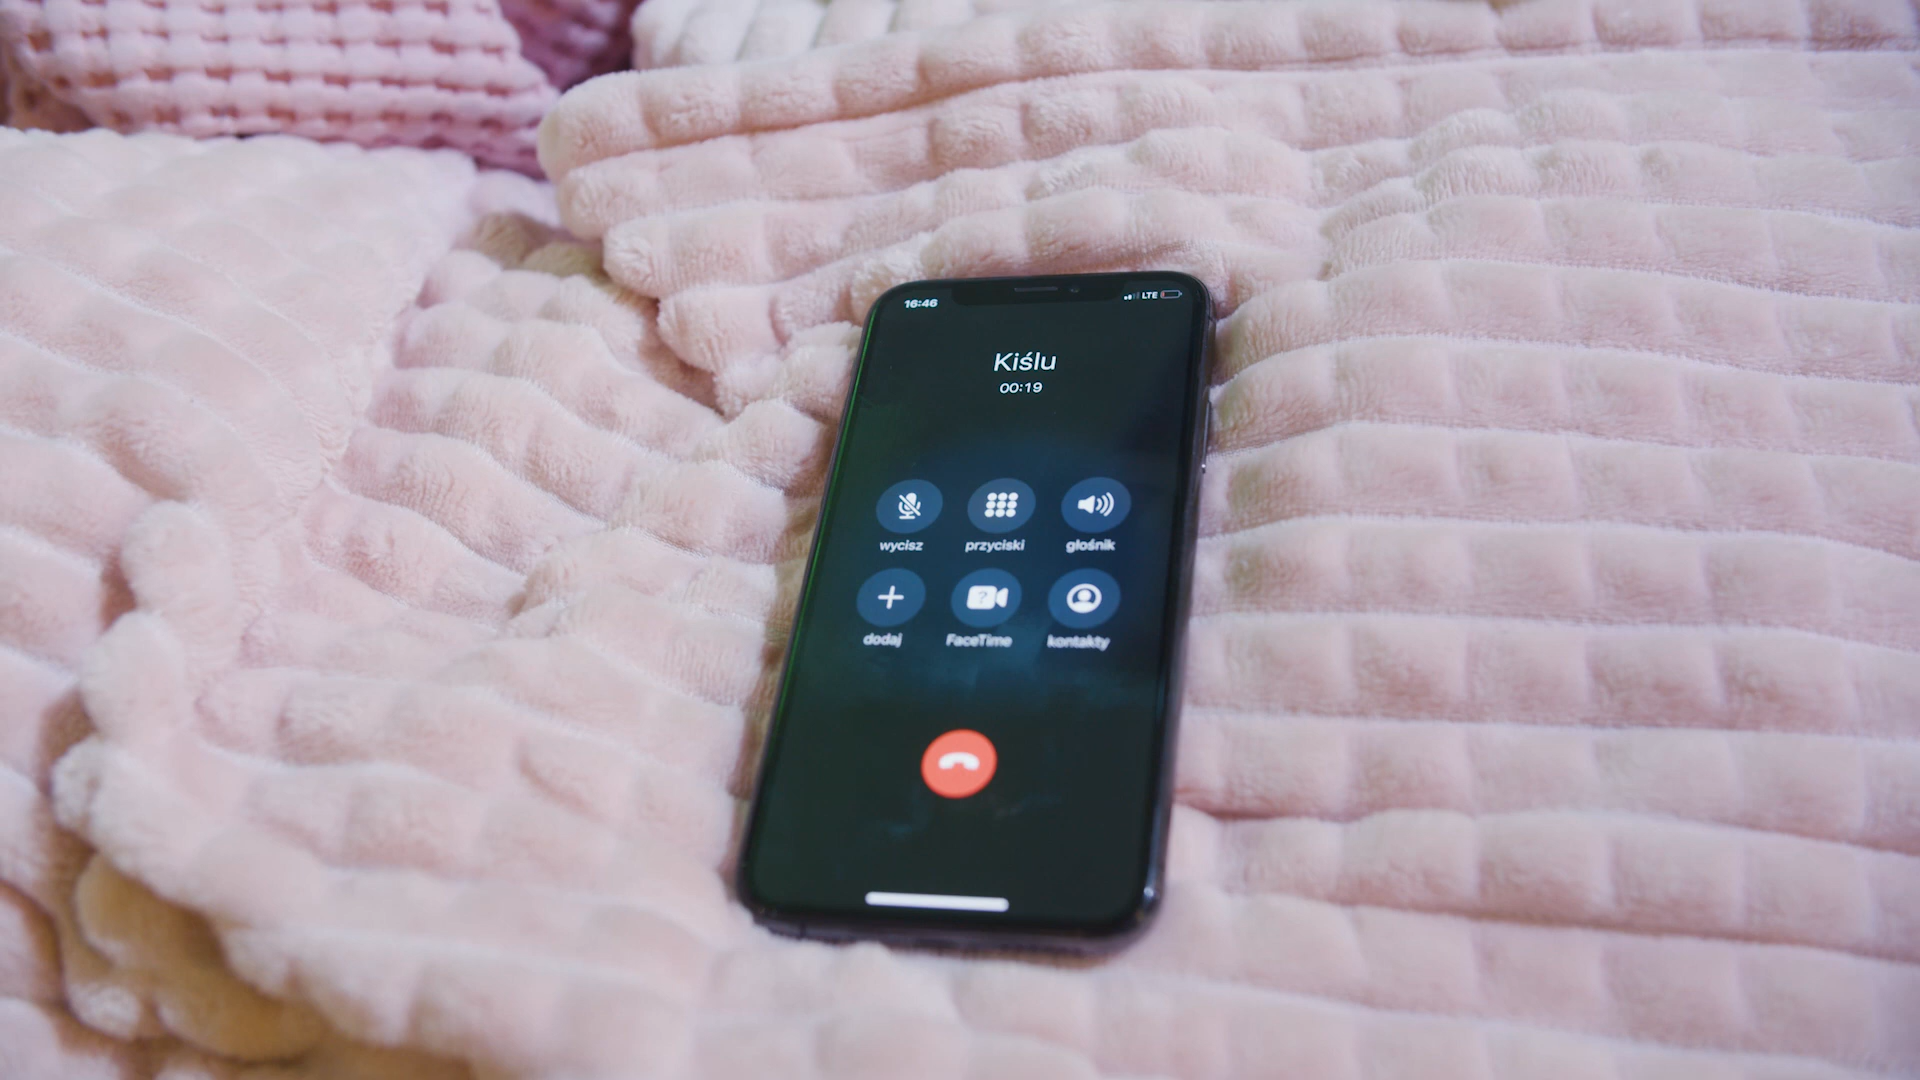 16:46 LTE
Kiślu
00:19
wycisz przyciski głośnik
?
dodaj FaceTime kontakty